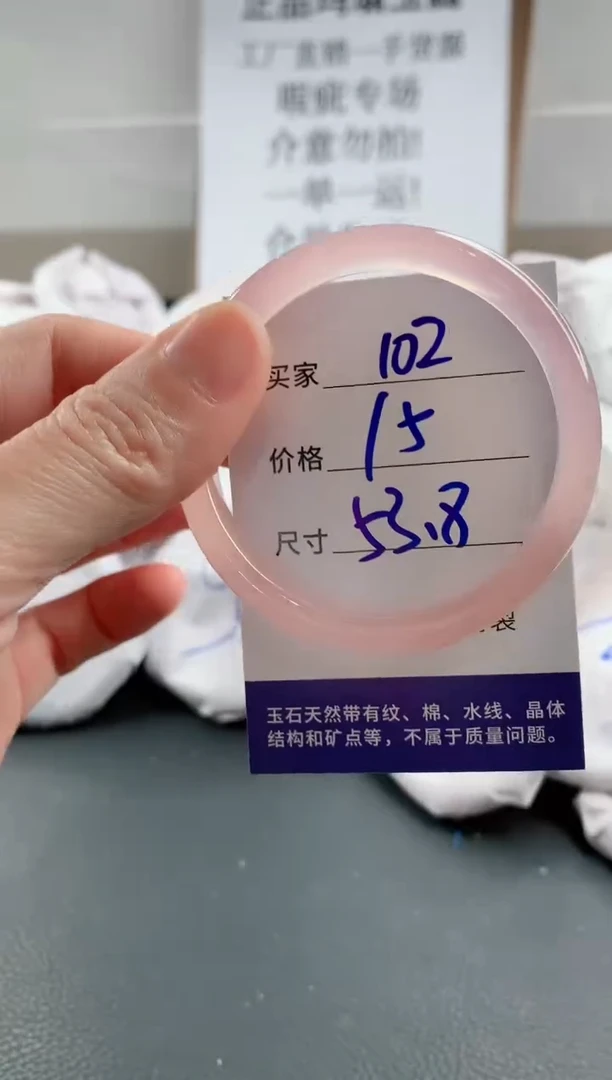 工厂直销一手货源
瑕疵专场
介意勿拍!
一单一运!
买家 102
价格 15
尺寸 53.8
裂
玉石天然带有纹、棉、水线、晶体
结构和矿点等，不属于质量问题。